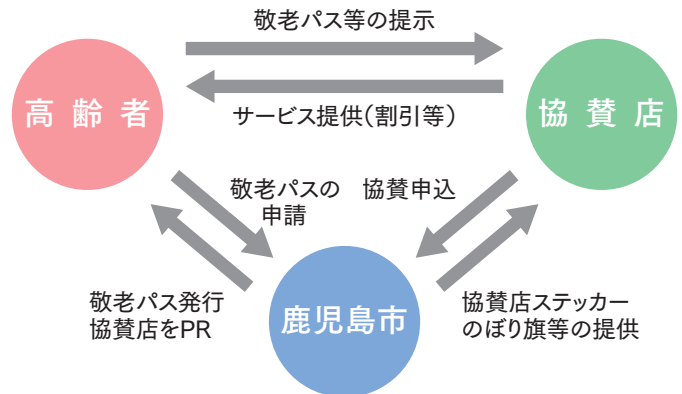 敬老パス等の提示
高齢者
協賛店
サービス提供(割引等)
敬老パスの
申請
協賛申込
敬老パス発行
協賛店をPR
鹿児島市
協賛店ステッカー
のぼり旗等の提供